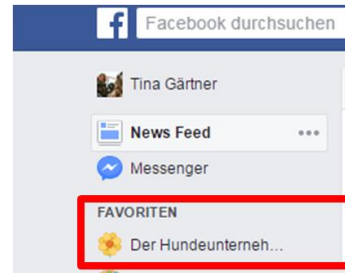 Facebook durchsuchen
Tina Gärtner
News Feed
Messenger
FAVORITEN
Der Hundeunterneh...